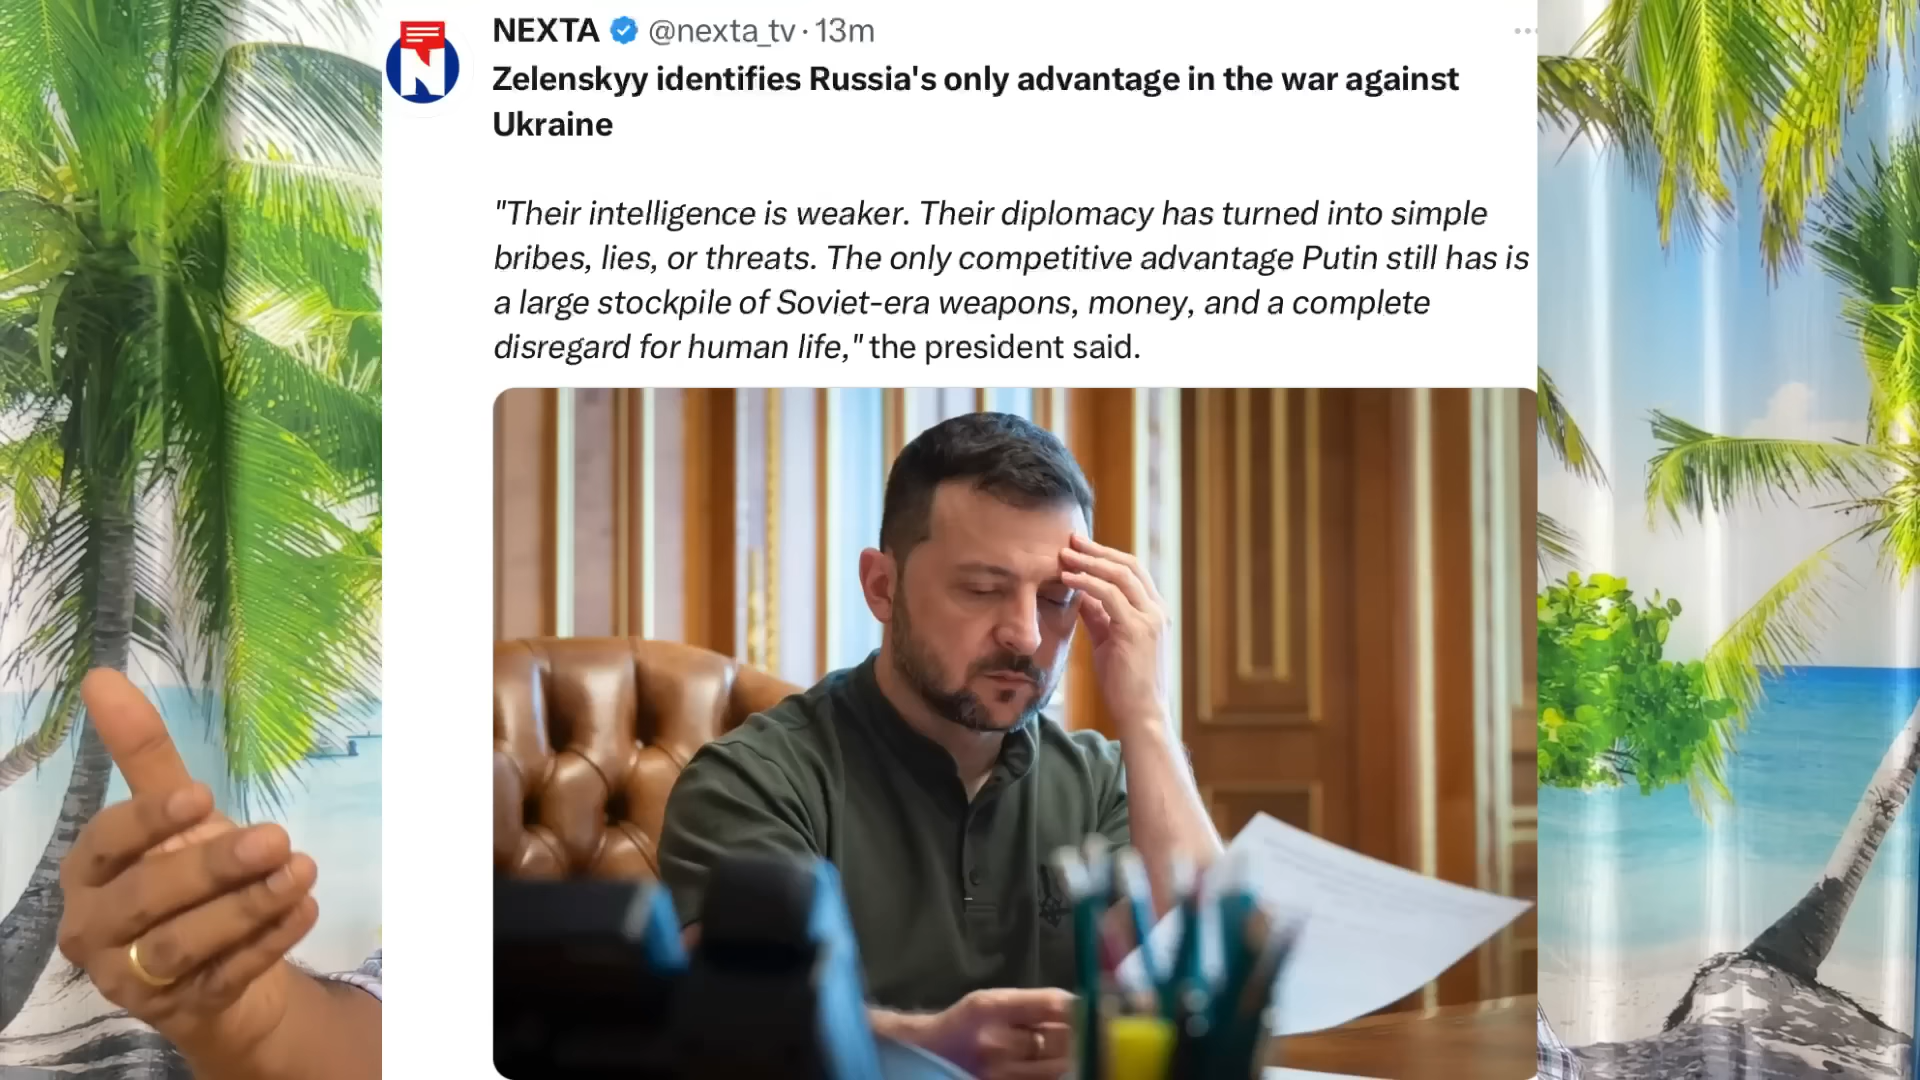 NEXTA @nexta_tv · 13m
Zelenskyy identifies Russia's only advantage in the war against
Ukraine
"Their intelligence is weaker. Their diplomacy has turned into simple
bribes, lies, or threats. The only competitive advantage Putin still has is
a large stockpile of Soviet-era weapons, money, and a complete
disregard for human life," the president said.